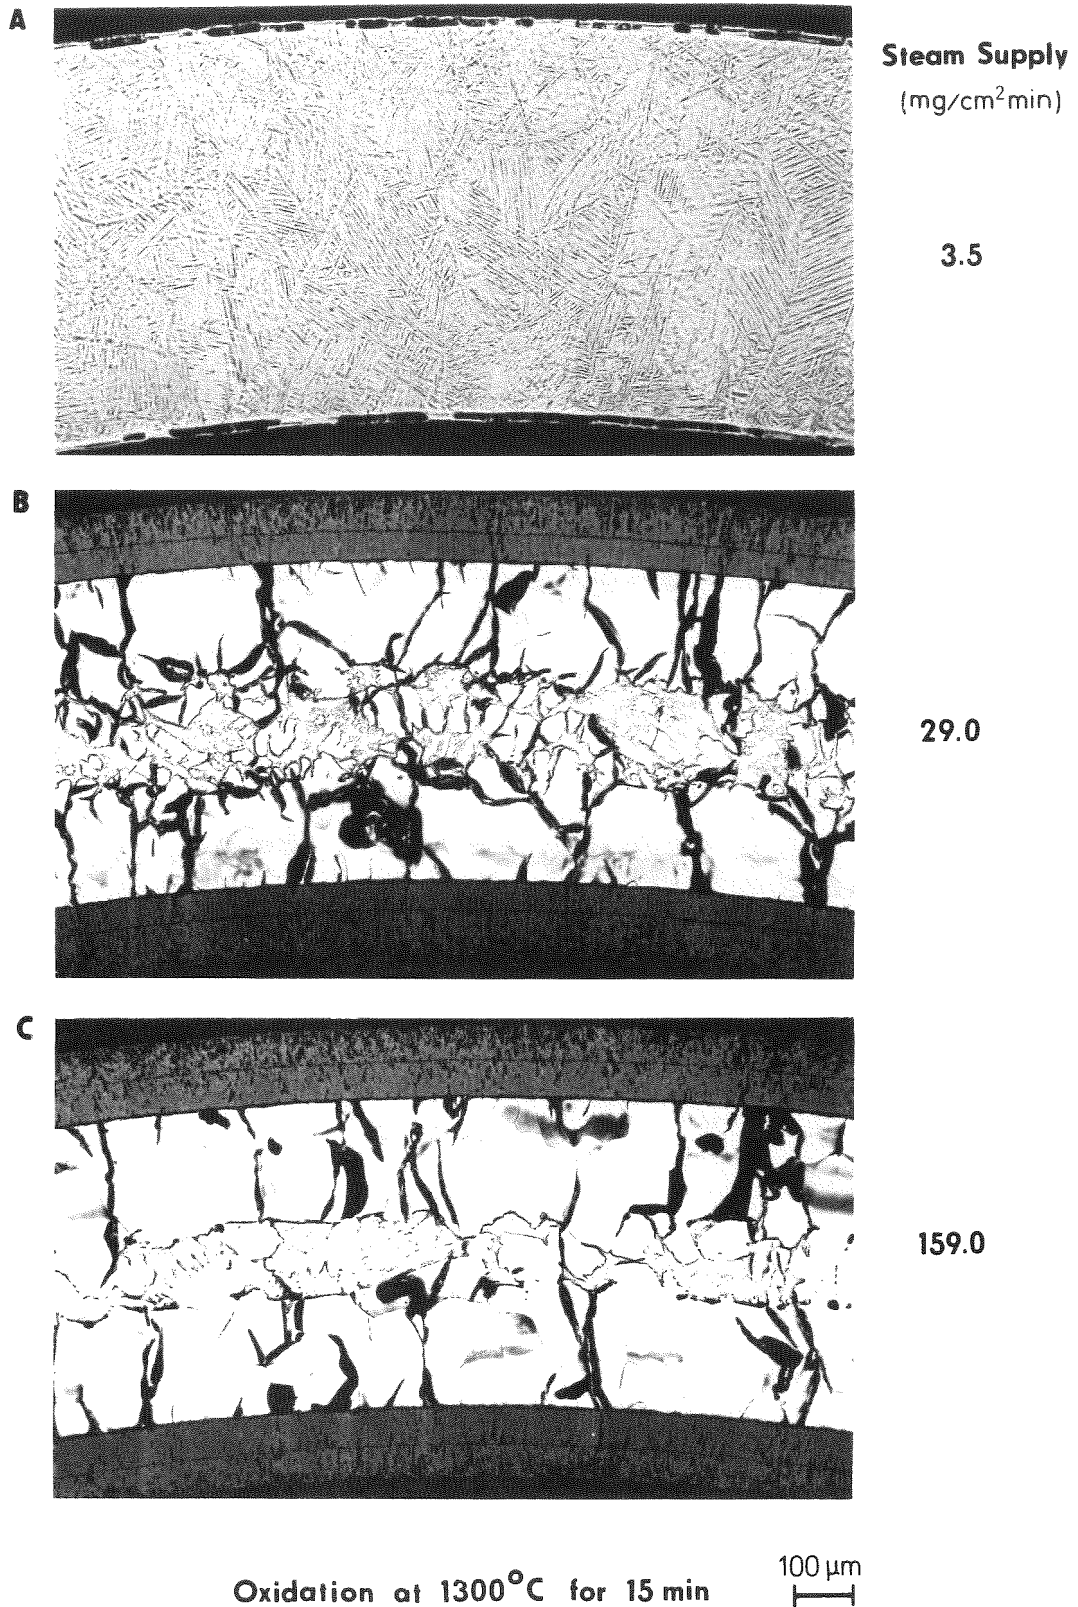 A
Steam Supply
(mg/cm²min)
3.5
B
29.0
C
159.0
100 µm
Oxidation at 1300°C for 15 min